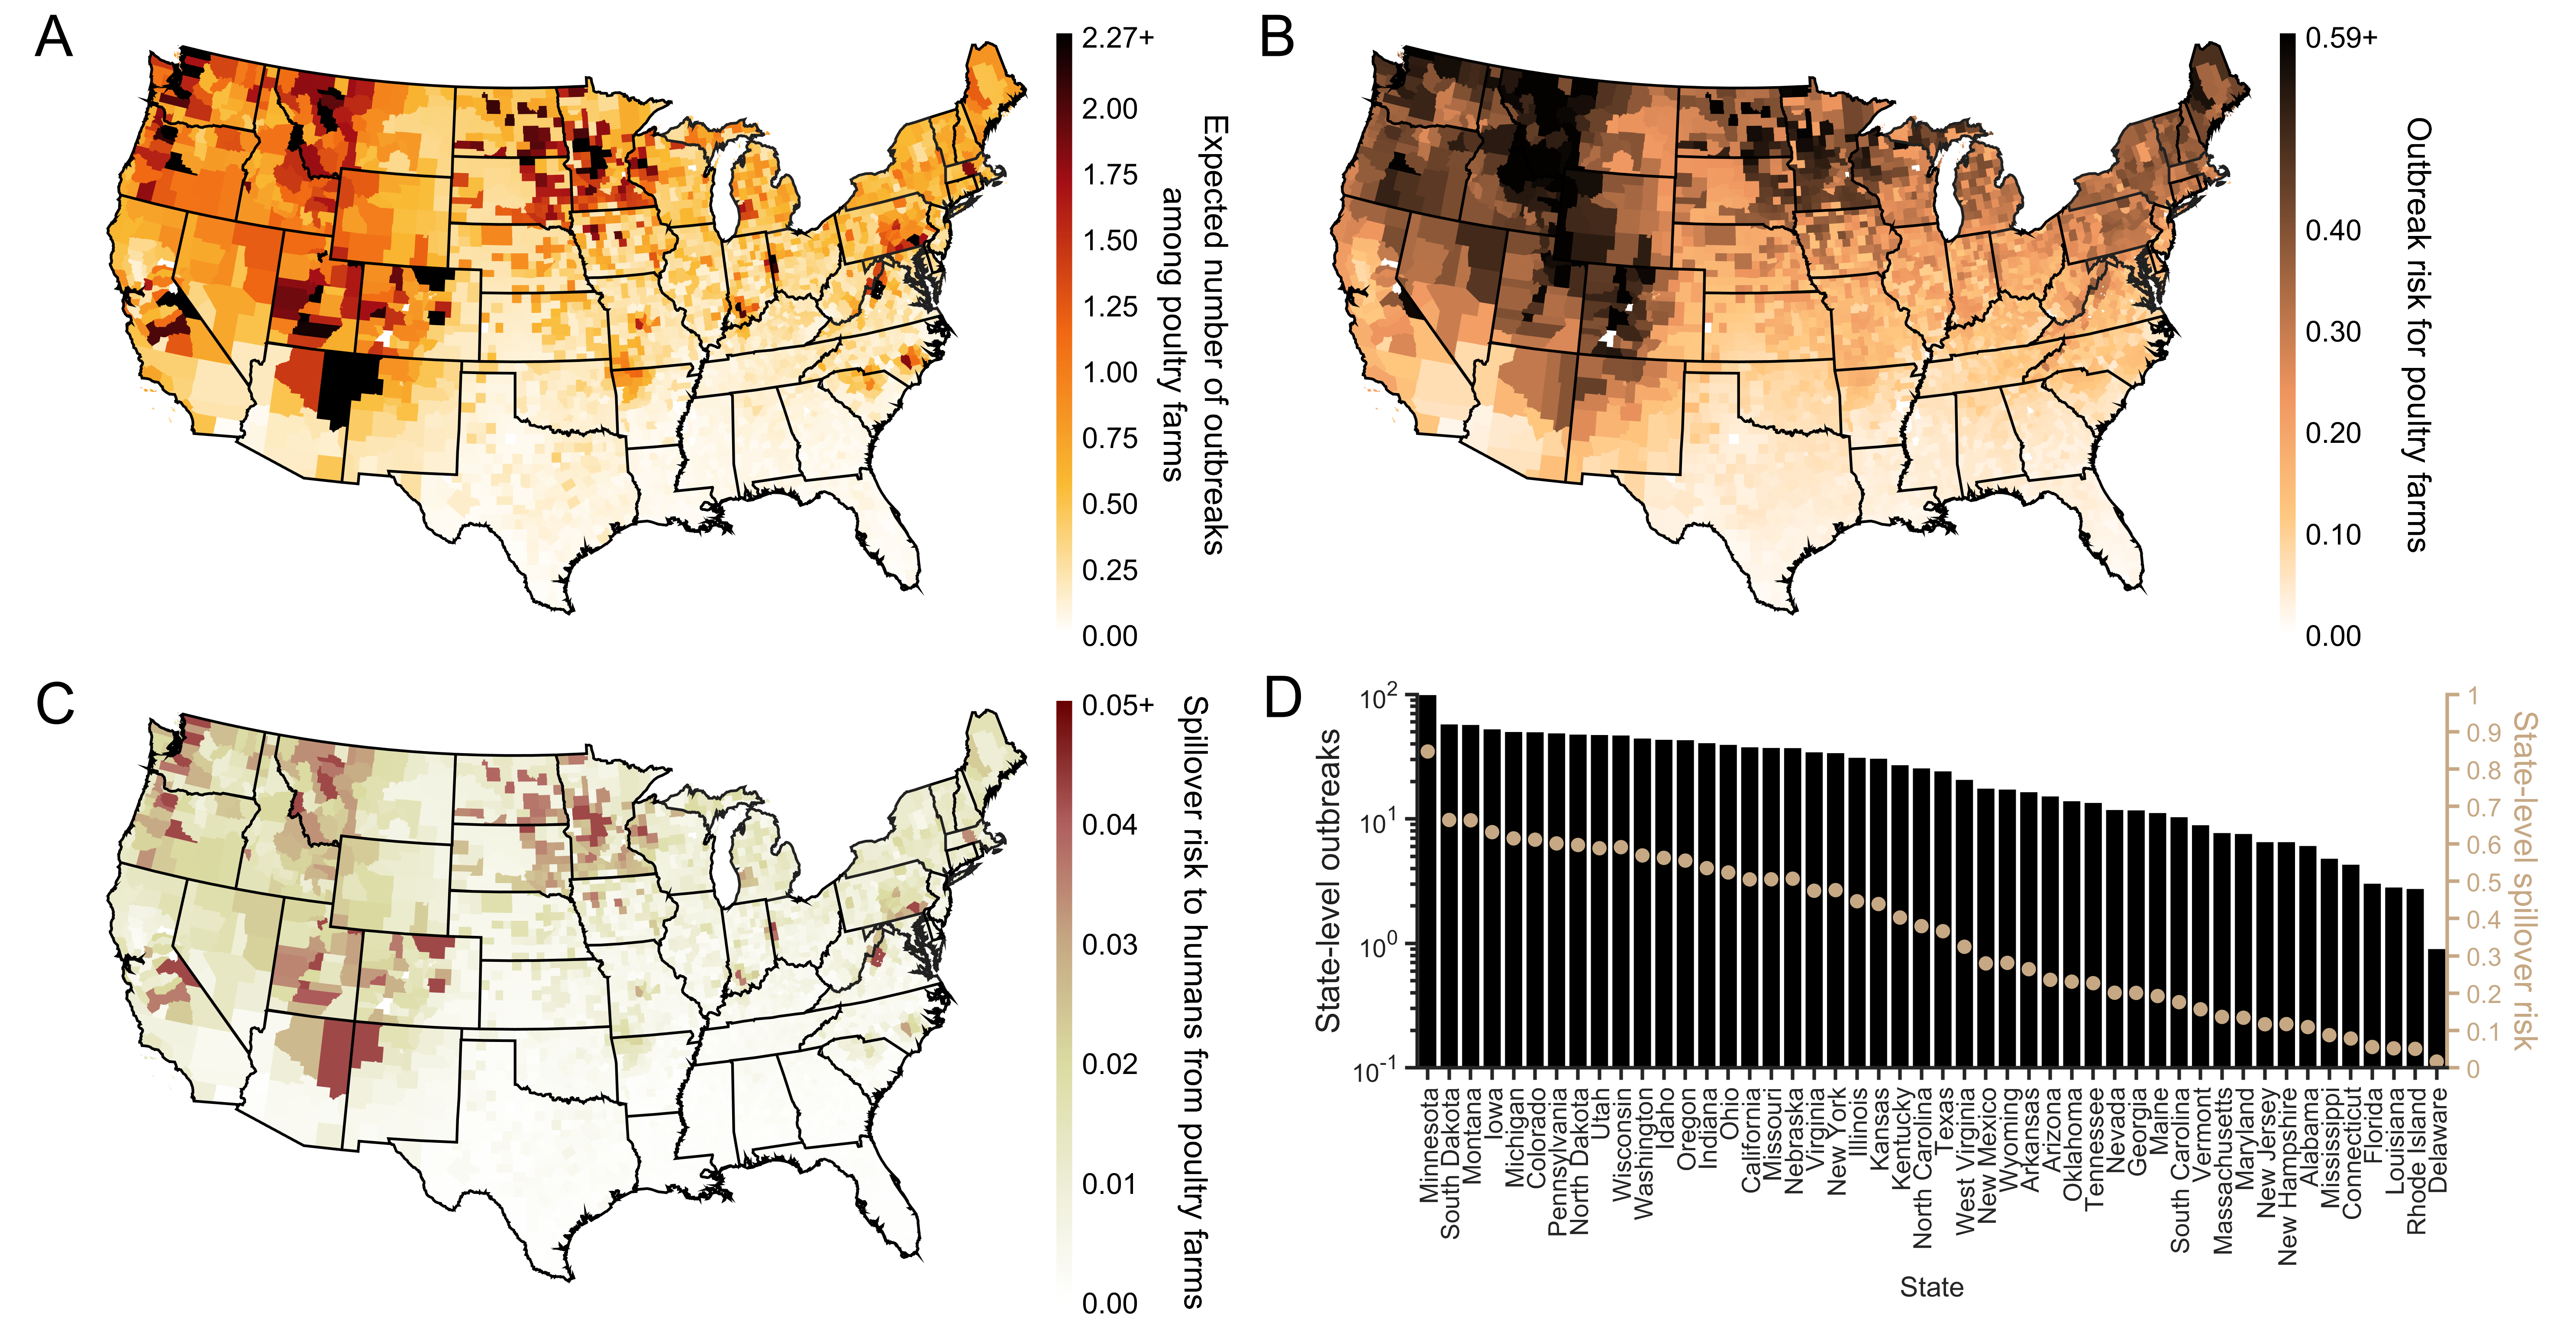 A
2.27+
2.00
1.75
1.50
1.25
1.00
0.75
0.50
0.25
0.00
Expected number of outbreaks
among poultry farms
B
0.59+
0.40
0.30
0.20
0.10
0.00
Outbreak risk for poultry farms
C
0.05+
0.04
0.03
0.02
0.01
0.00
Spillover risk to humans from poultry farms
D
State-level outbreaks
10^2
10^1
10^0
10^-1
1
0.9
0.8
0.7
0.6
0.5
0.4
0.3
0.2
0.1
0
State-level spillover risk
Minnesota
South Dakota
Montana
Iowa
Michigan
Colorado
Pennsylvania
North Dakota
Utah
Wisconsin
Washington
Idaho
Oregon
Indiana
Ohio
California
Missouri
Nebraska
Virginia
New York
Illinois
Kansas
Kentucky
North Carolina
Texas
West Virginia
New Mexico
Wyoming
Arkansas
Arizona
Oklahoma
Tennessee
Nevada
Georgia
Maine
South Carolina
Vermont
Massachusetts
Maryland
New Jersey
New Hampshire
Alabama
Mississippi
Connecticut
Florida
Louisiana
Rhode Island
Delaware
State